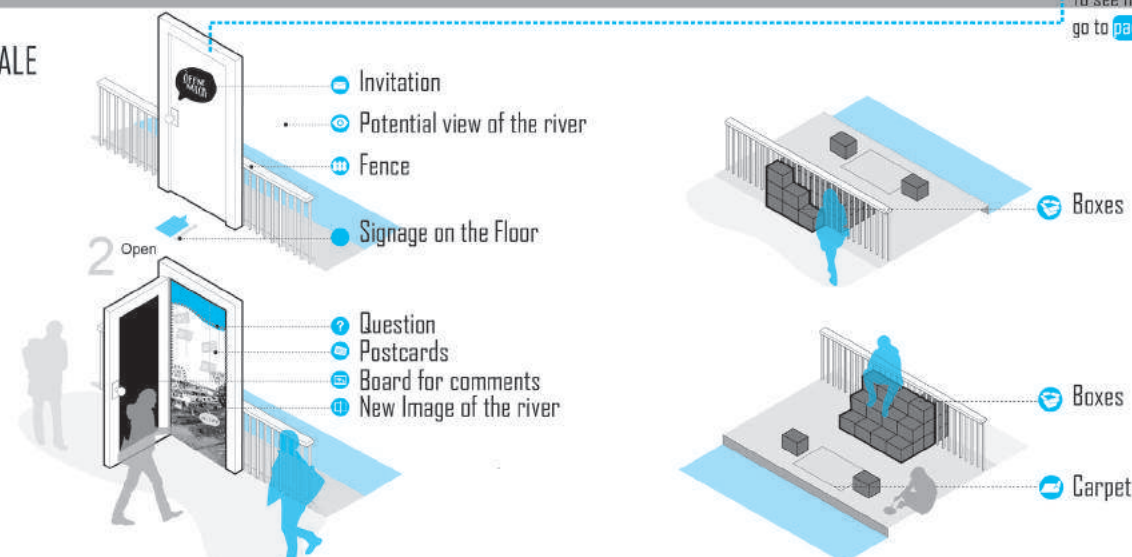 ALE
go to
Invitation
Potential view of the river
Fence
Signage on the Floor
2 Open
Question
Postcards
Board for comments
New Image of the river
Boxes
Boxes
Carpet